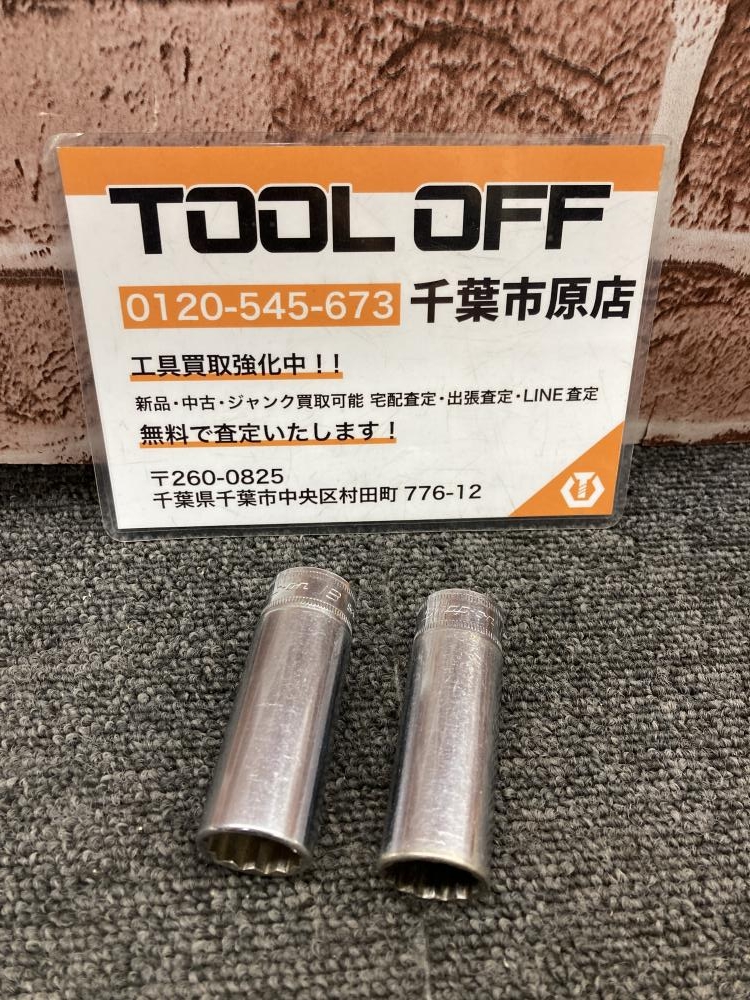 TOOL OFF
0120-545-673 千葉市原店
工具買取強化中！！
新品・中古・ジャンク買取可能 宅配査定・出張査定・LINE査定
無料で査定いたします！
〒260-0825
千葉県千葉市中央区村田町 776-12